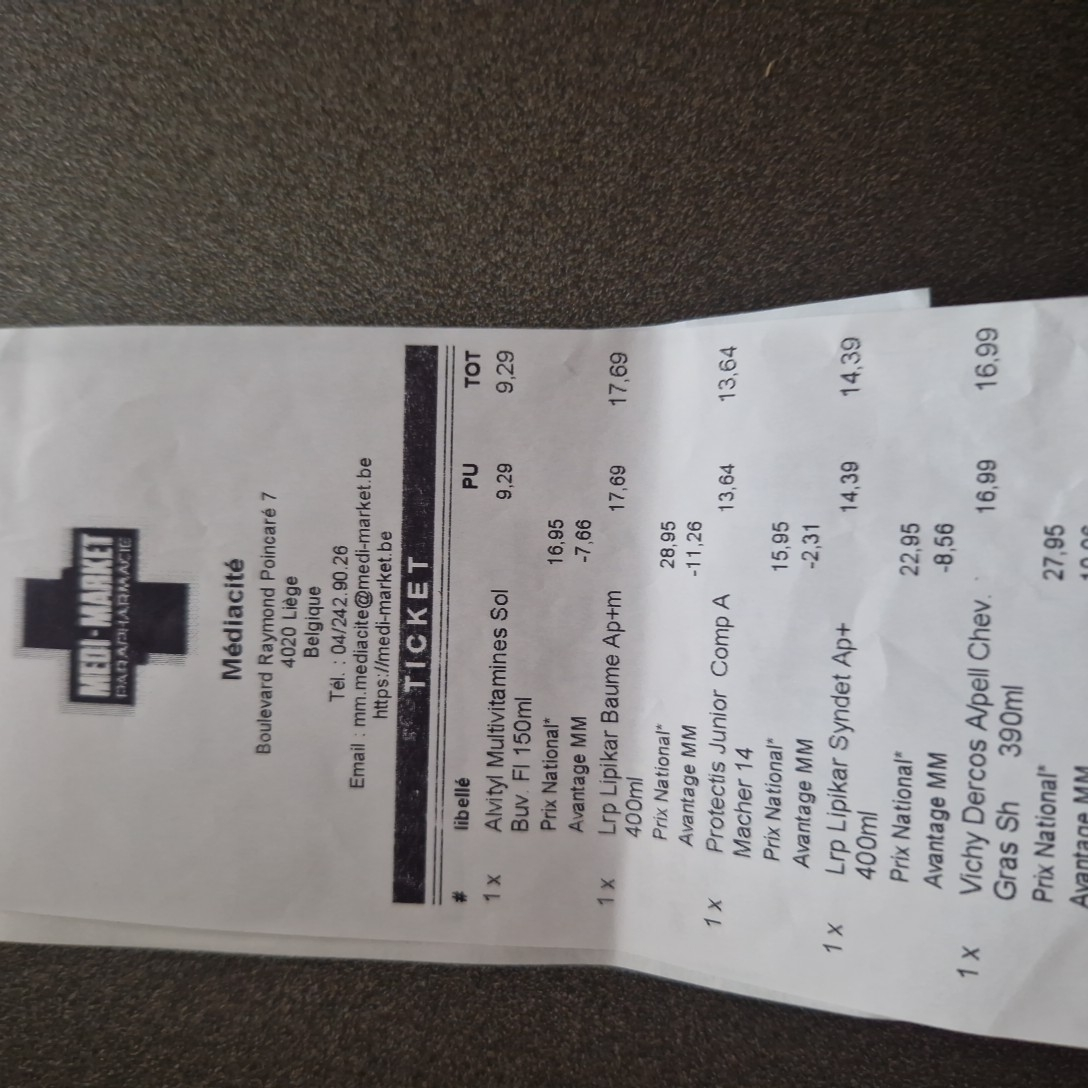 MEDI-MARKET
PARAPHARMACIE
Médiacité
Boulevard Raymond Poincaré 7
4020 Liège
Belgique
Tél. : 04/242.90.26
Email : mm.mediacite@medi-market.be
https://medi-market.be
TICKET
# libellé PU TOT
1 x Alvityl Multivitamines Sol 9,29 9,29
Buv. Fl 150ml
Prix National* 16,95
Avantage MM -7,66
1 x Lrp Lipikar Baume Ap+m 17,69 17,69
400ml
Prix National* 28,95
Avantage MM -11,26
1 x Protectis Junior Comp A 13,64 13,64
Macher 14
Prix National* 15,95
Avantage MM -2,31
1 x Lrp Lipikar Syndet Ap+ 14,39 14,39
400ml
Prix National* 22,95
Avantage MM -8,56
1 x Vichy Dercos A/pell Chev. 16,99 16,99
Gras Sh 390ml
Prix National* 27,95
Avantage MM